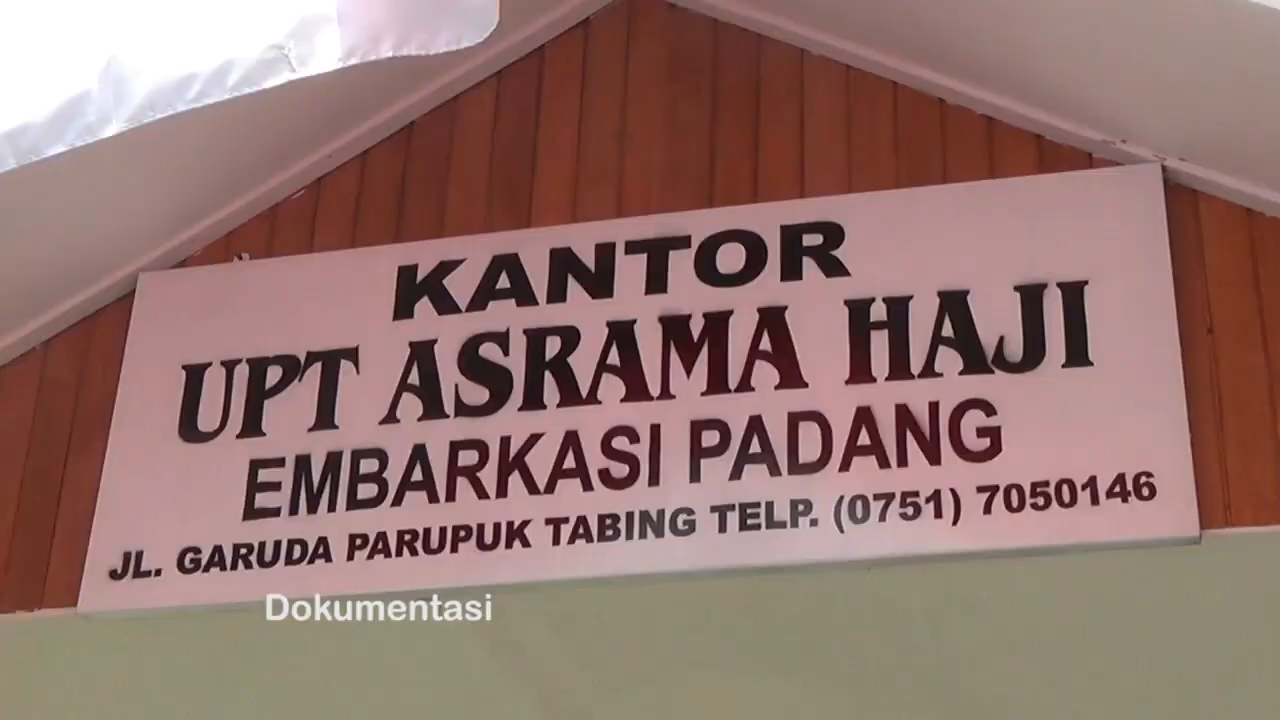 KANTOR
UPT ASRAMA HAJI
EMBARKASI PADANG
JL. GARUDA PARUPUK TABING TELP. (0751) 7050146
Dokumentasi